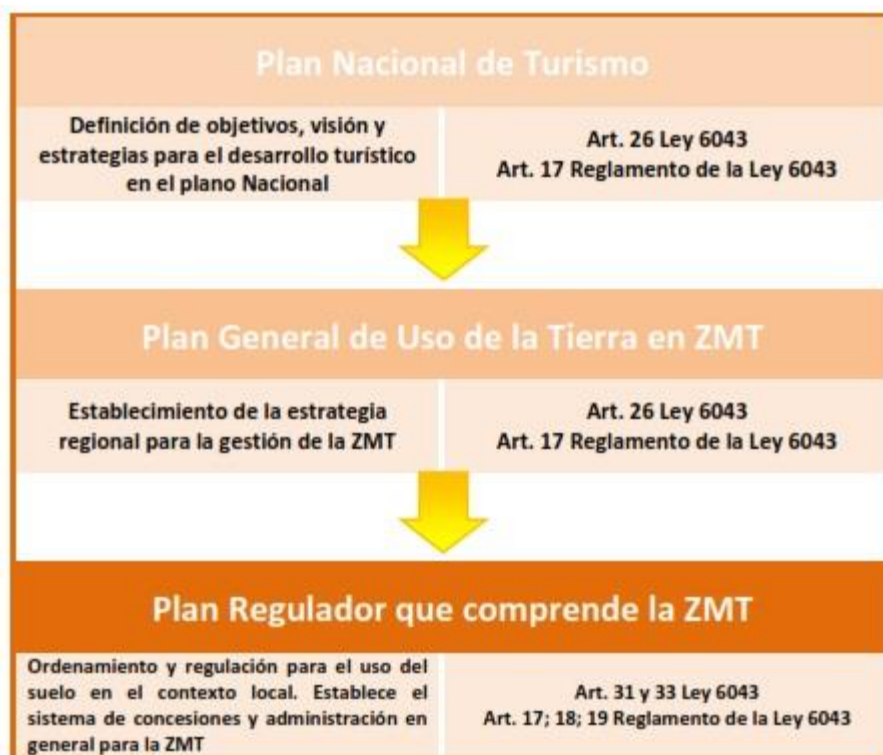 Plan Nacional de Turismo
Definición de objetivos, visión y
estrategias para el desarrollo turístico
en el plano Nacional
Art. 26 Ley 6043
Art. 17 Reglamento de la Ley 6043
Plan General de Uso de la Tierra en ZMT
Establecimiento de la estrategia
regional para la gestión de la ZMT
Art. 26 Ley 6043
Art. 17 Reglamento de la Ley 6043
Plan Regulador que comprende la ZMT
Ordenamiento y regulación para el uso del
suelo en el contexto local. Establece el
sistema de concesiones y administración en
general para la ZMT
Art. 31 y 33 Ley 6043
Art. 17; 18; 19 Reglamento de la Ley 6043